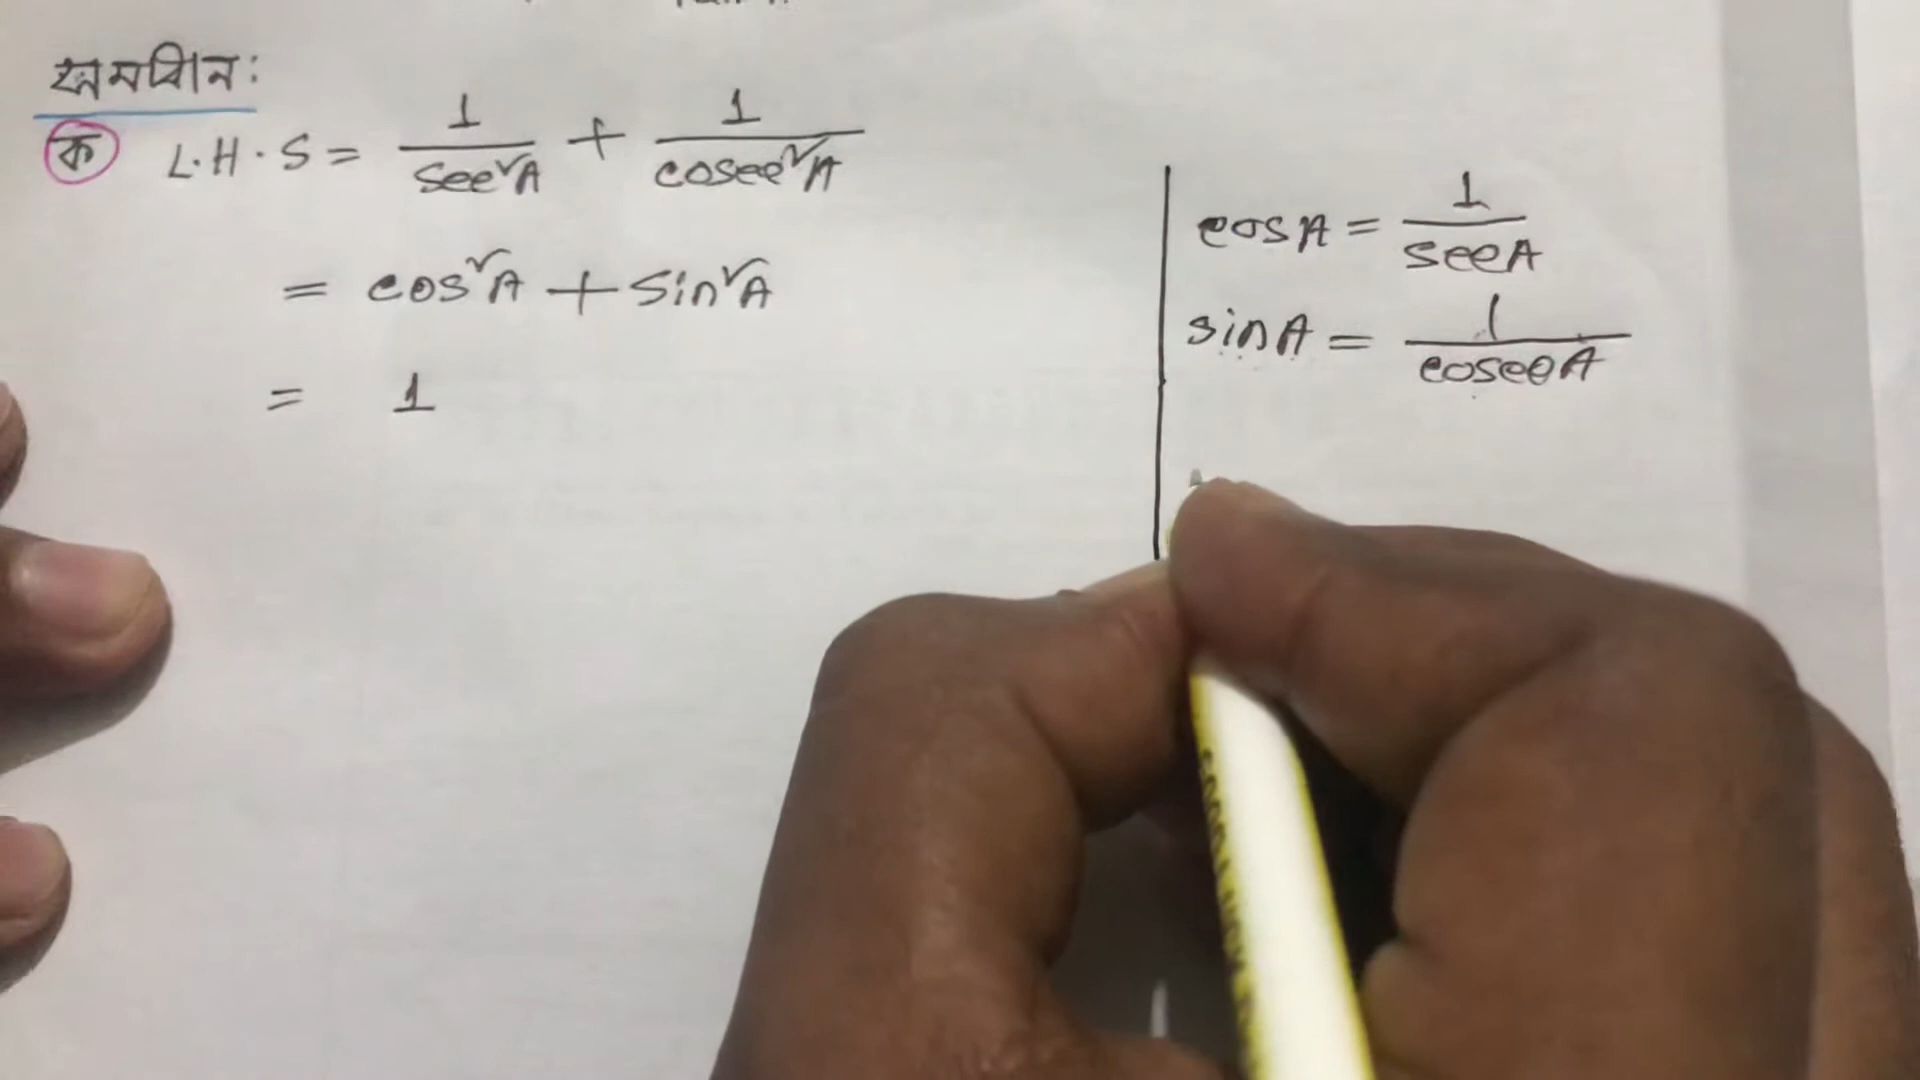 সমাধান:
ক L.H.S = 1/sec²A + 1/cosec²A
= cos²A + sin²A
= 1
cosA = 1/secA
sinA = 1/cosecA